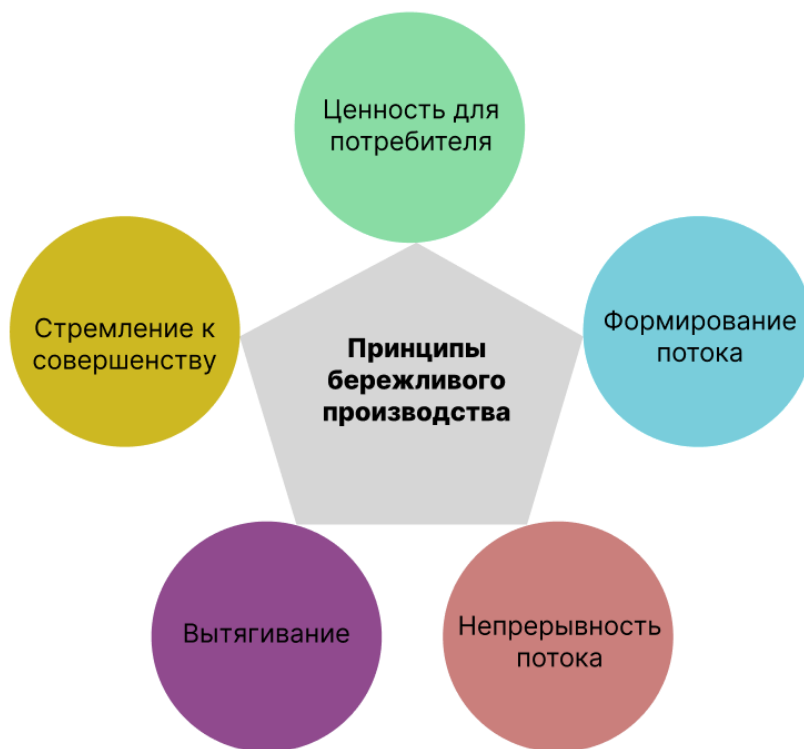 Ценность для
потребителя
Стремление к
совершенству
Принципы
бережливого
производства
Формирование
потока
Вытягивание
Непрерывность
потока